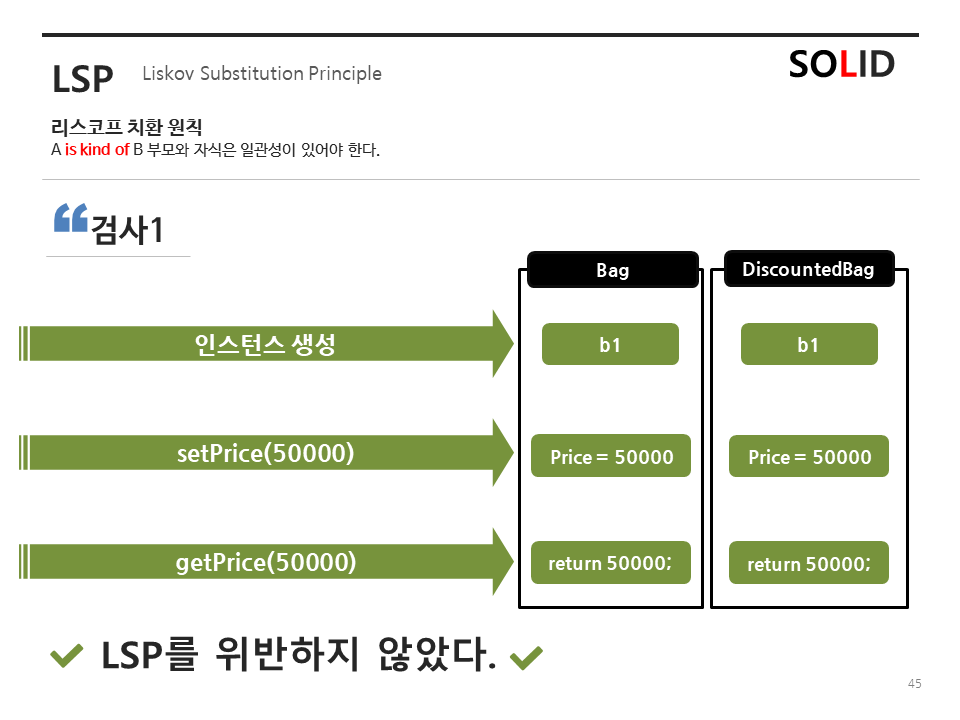 LSP Liskov Substitution Principle SOLID
리스코프 치환 원칙
A is kind of B 부모와 자식은 일관성이 있어야 한다.
❝검사1
Bag DiscountedBag
인스턴스 생성 b1 b1
setPrice(50000) Price = 50000 Price = 50000
getPrice(50000) return 50000; return 50000;
✔ LSP를 위반하지 않았다. ✔
45